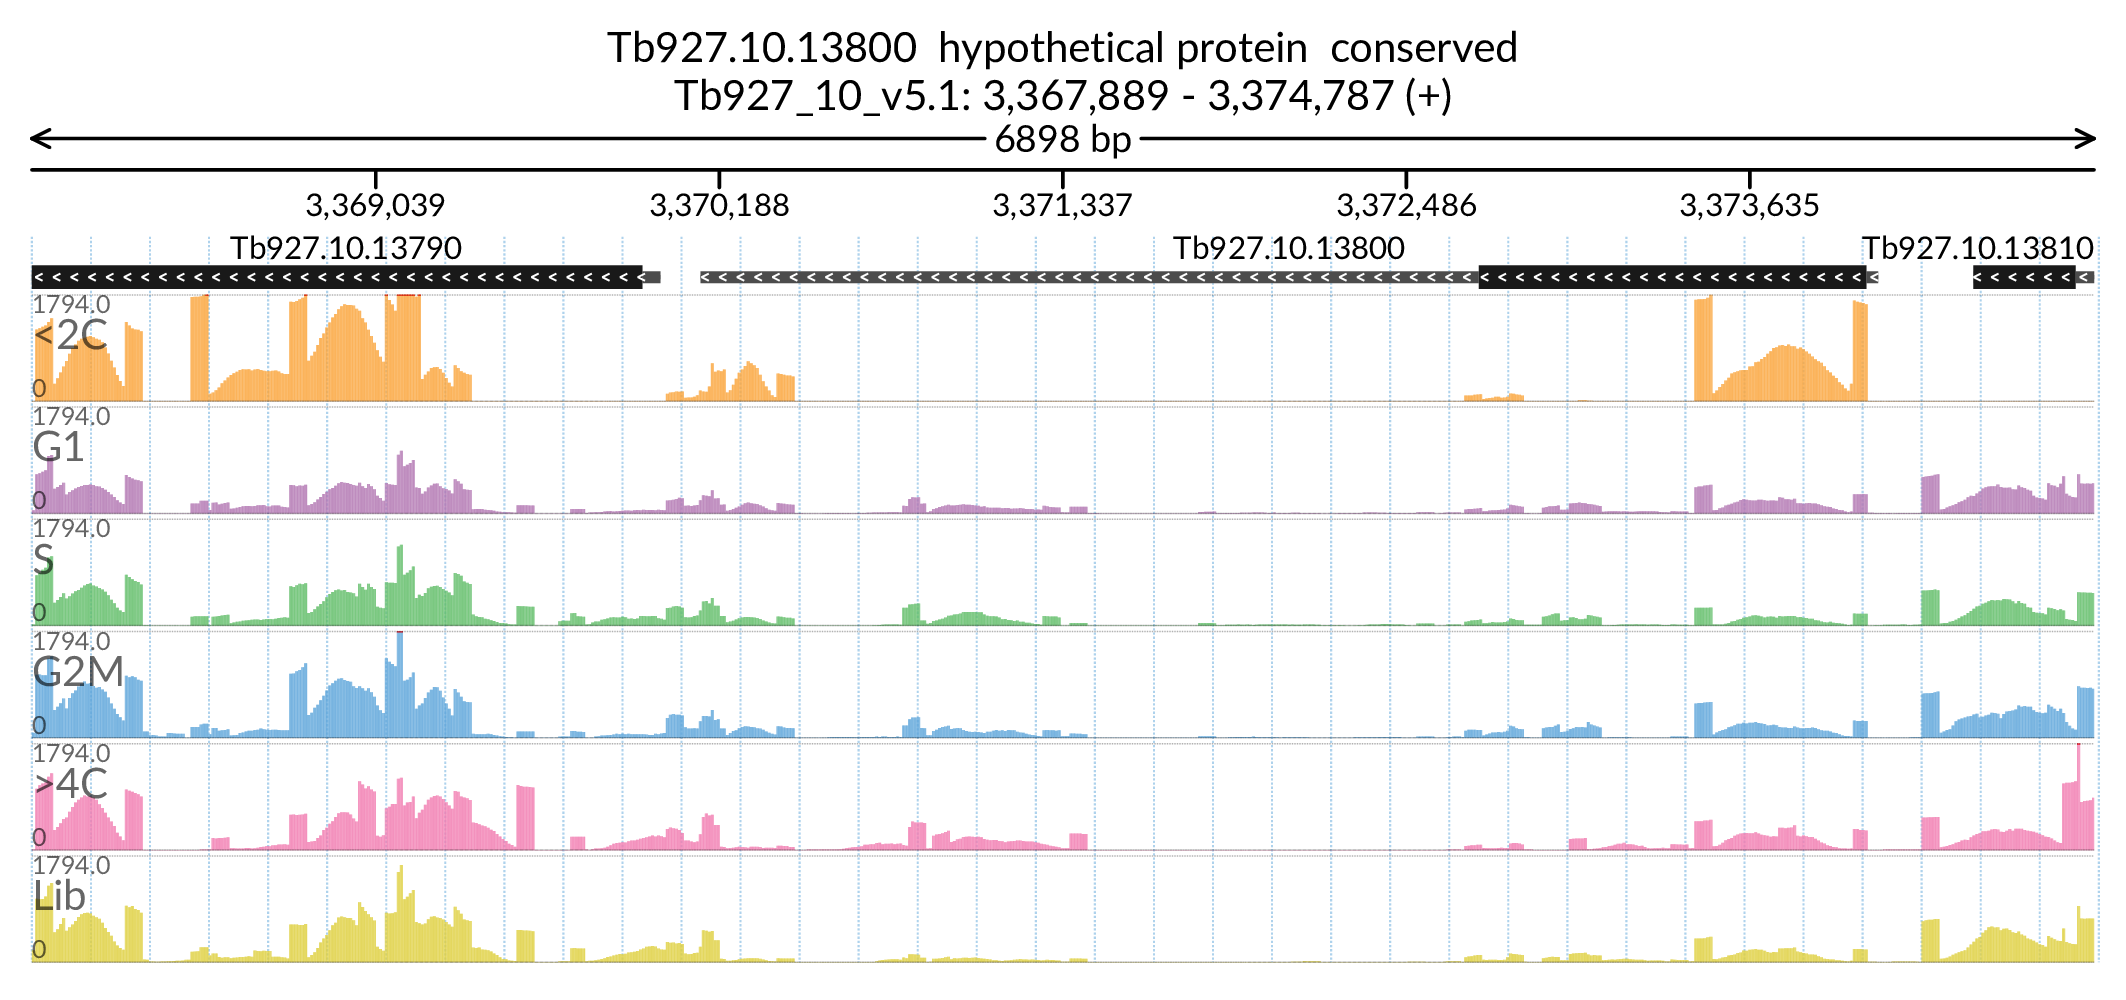 Tb927.10.13800 hypothetical protein conserved
Tb927_10_v5.1: 3,367,889 - 3,374,787 (+)
6898 bp
3,369,039 3,370,188 3,371,337 3,372,486 3,373,635
Tb927.10.13790 Tb927.10.13800 Tb927.10.13810
1794.0
<2C
0
1794.0
G1
0
1794.0
S
0
1794.0
G2M
0
1794.0
>4C
0
1794.0
Lib
0